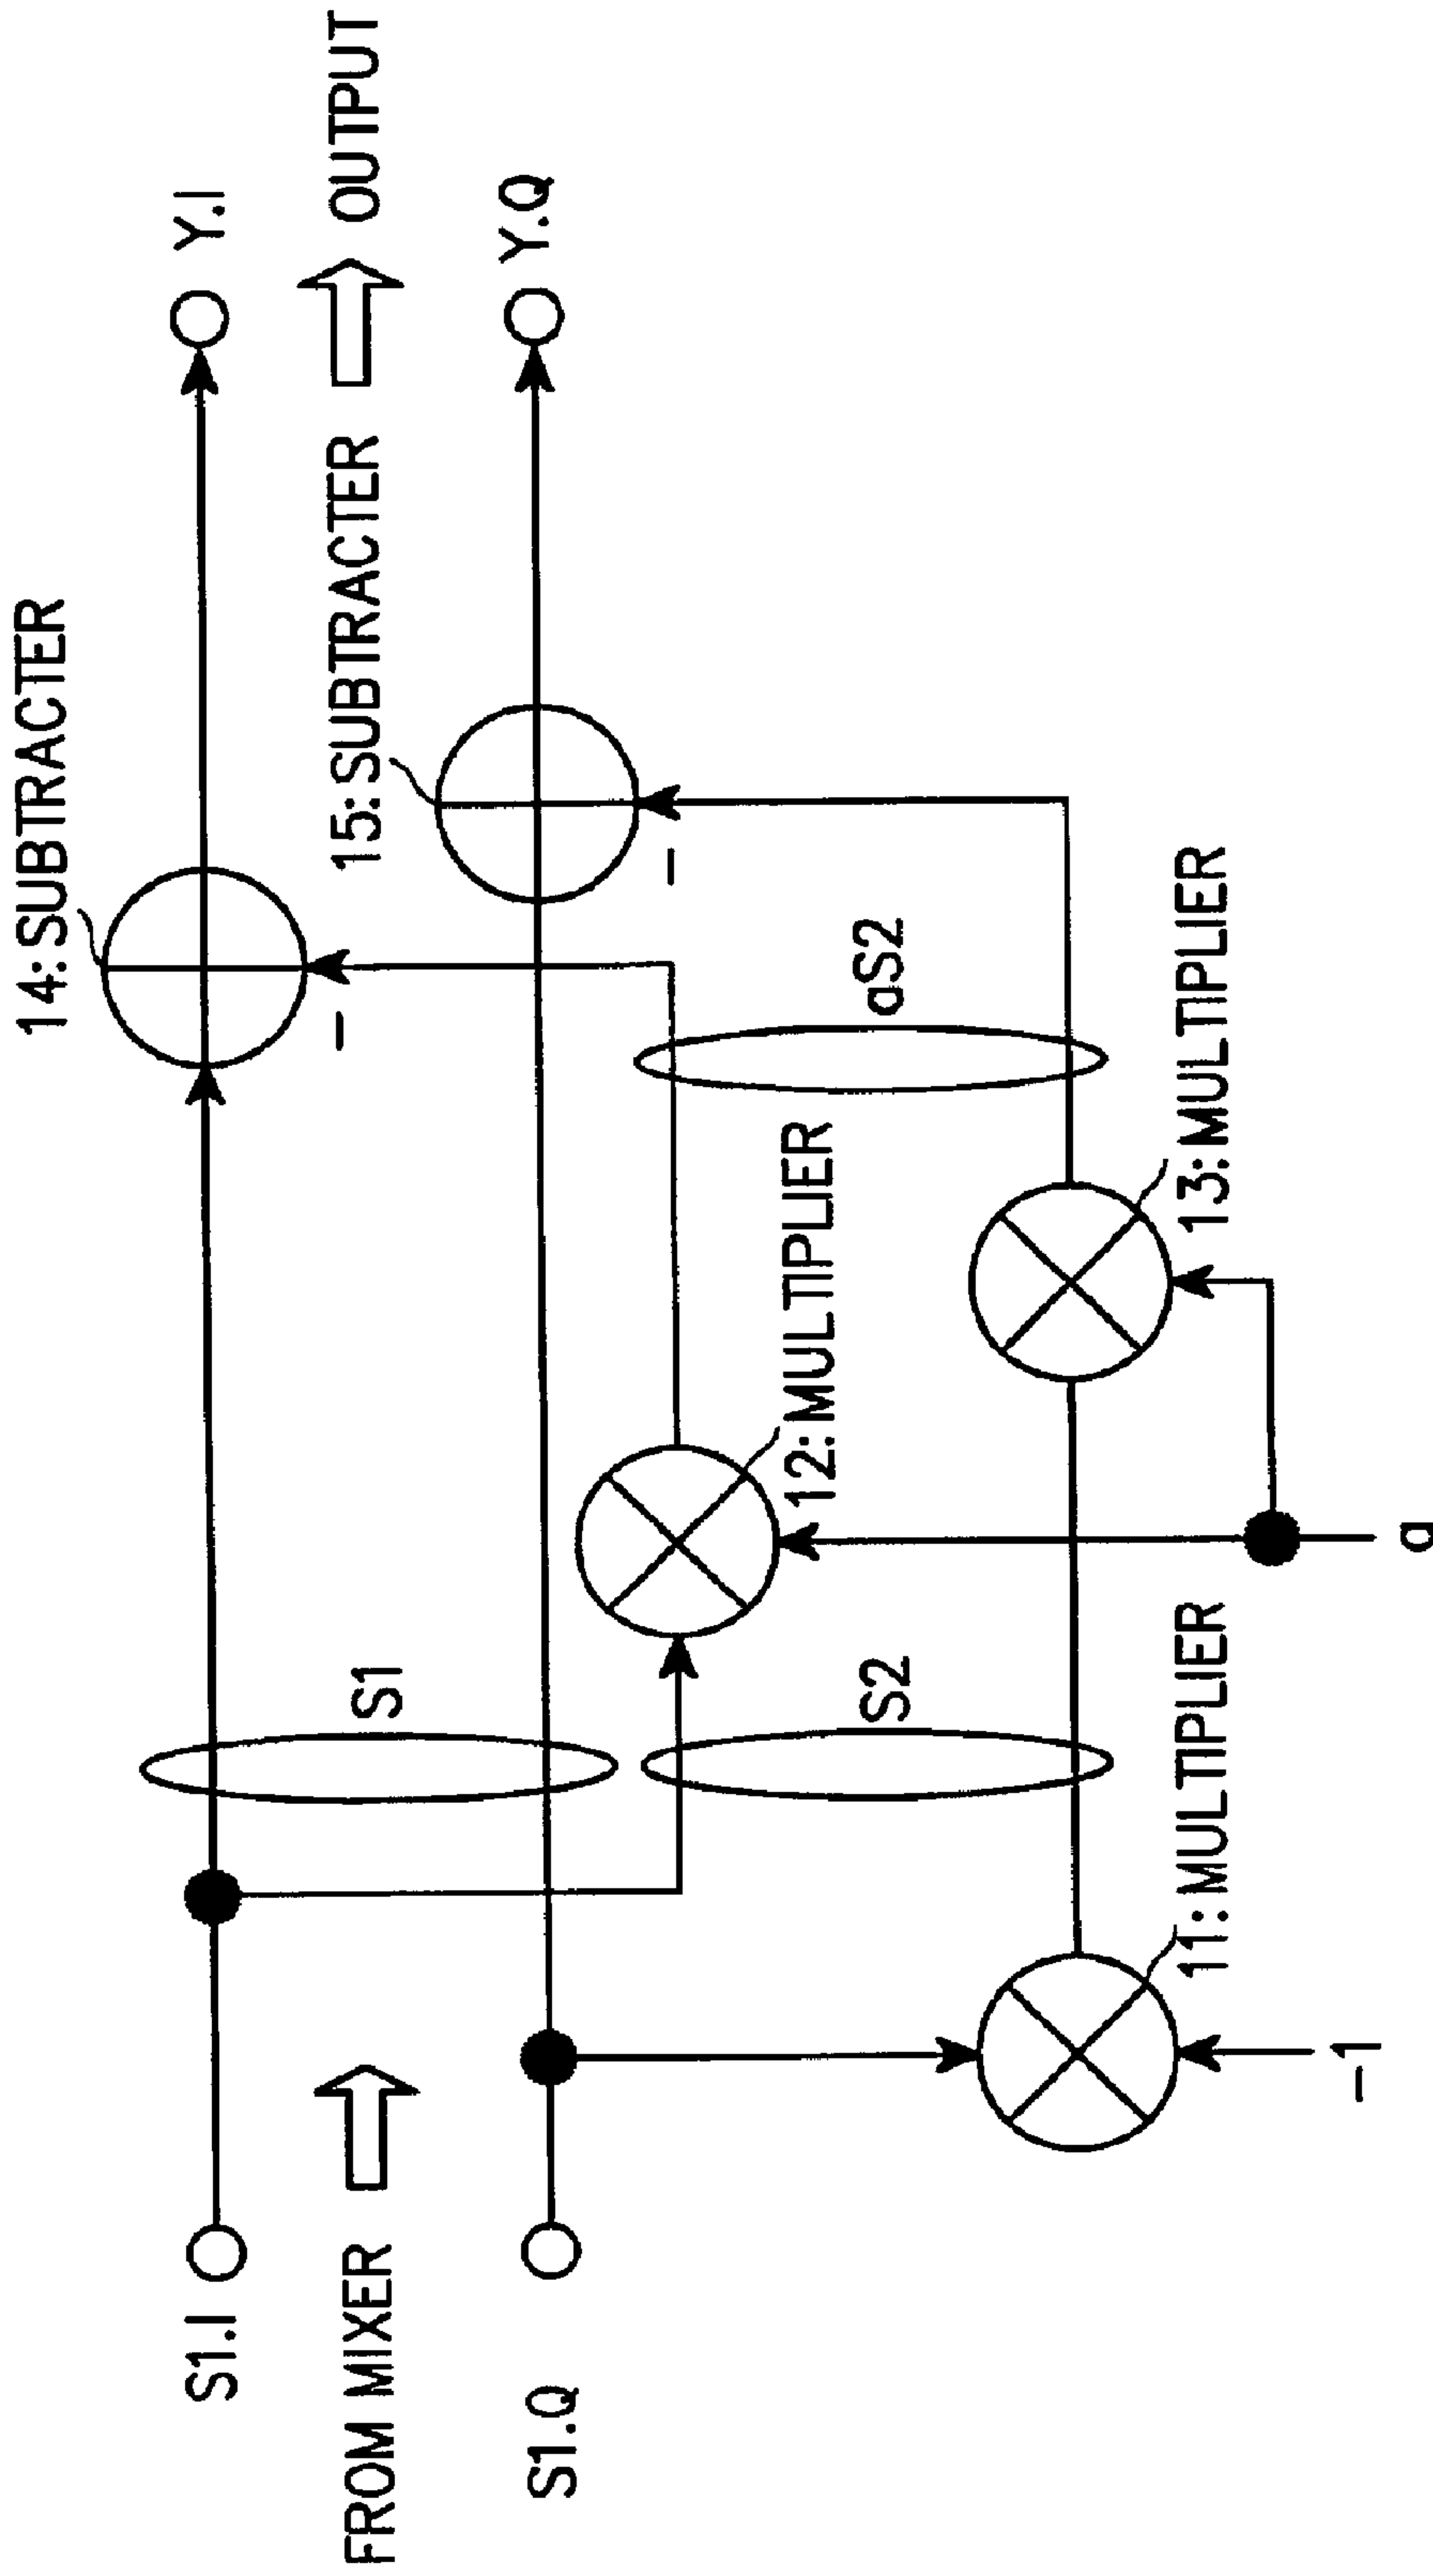 14: SUBTRACTER
S1.I
Y.I
FROM MIXER
S1
15: SUBTRACTER
OUTPUT
S1.Q
Y.Q
-
-
12: MULTIPLIER
S2
aS2
11: MULTIPLIER
13: MULTIPLIER
-1
a